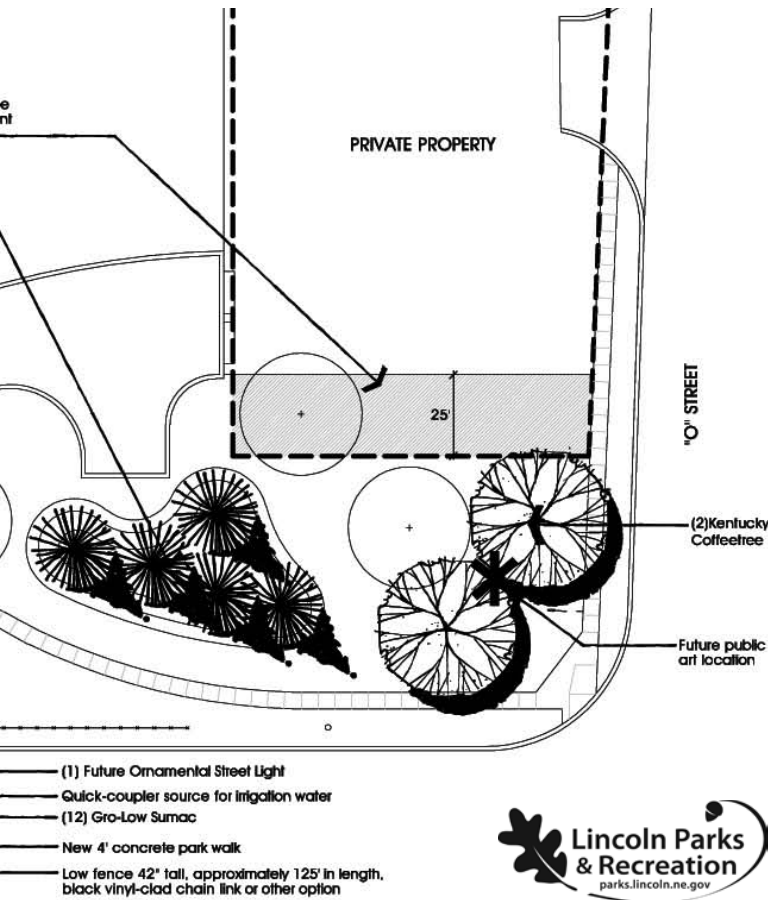 e
nt
PRIVATE PROPERTY
25'
"O" STREET
(2)Kentucky
Coffeetree
Future public
art location
(1) Future Ornamental Street Light
Quick-coupler source for irrigation water
(12) Gro-Low Sumac
New 4' concrete park walk
Low fence 42" tall, approximately 125' in length,
black vinyl-clad chain link or other option
Lincoln Parks
& Recreation
parks.lincoln.ne.gov